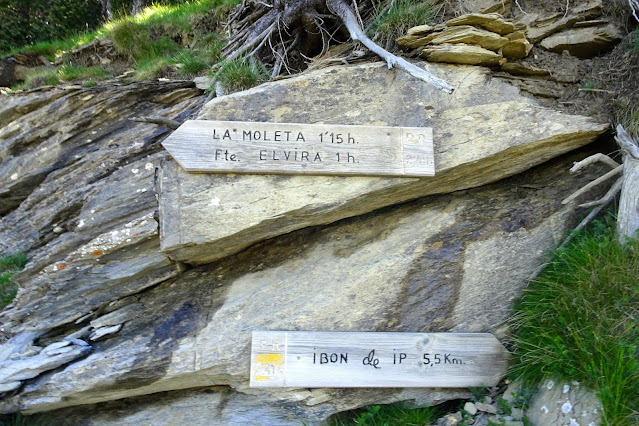 LA MOLETA 1'15 h.
Fte. ELVIRA 1 h.
IBON de IP 5,5 Km.